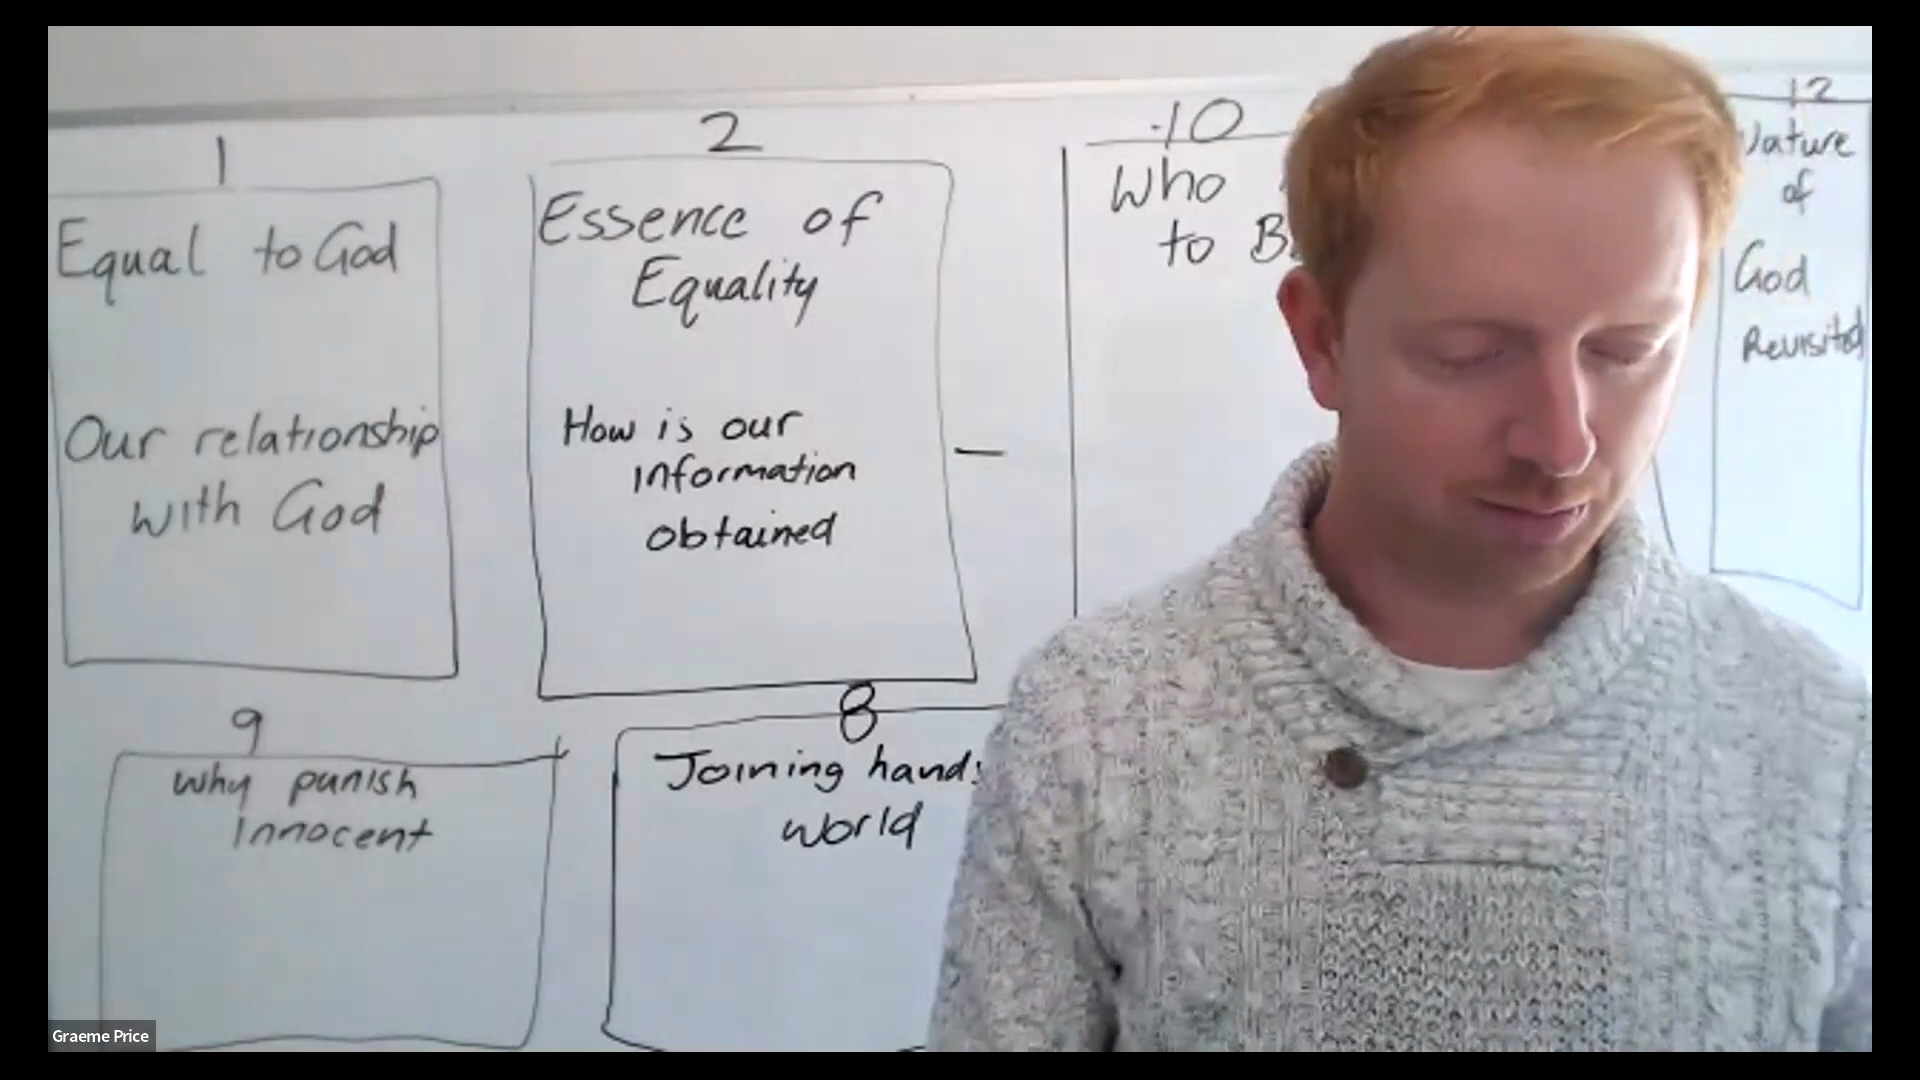 1
Equal to God
Our relationship
with God
2
Essence of
Equality
How is our
information
obtained
10
Who
to
12
Nature
of
God
Revisited
9
Why punish
Innocent
8
Joining hands
world
Graeme Price